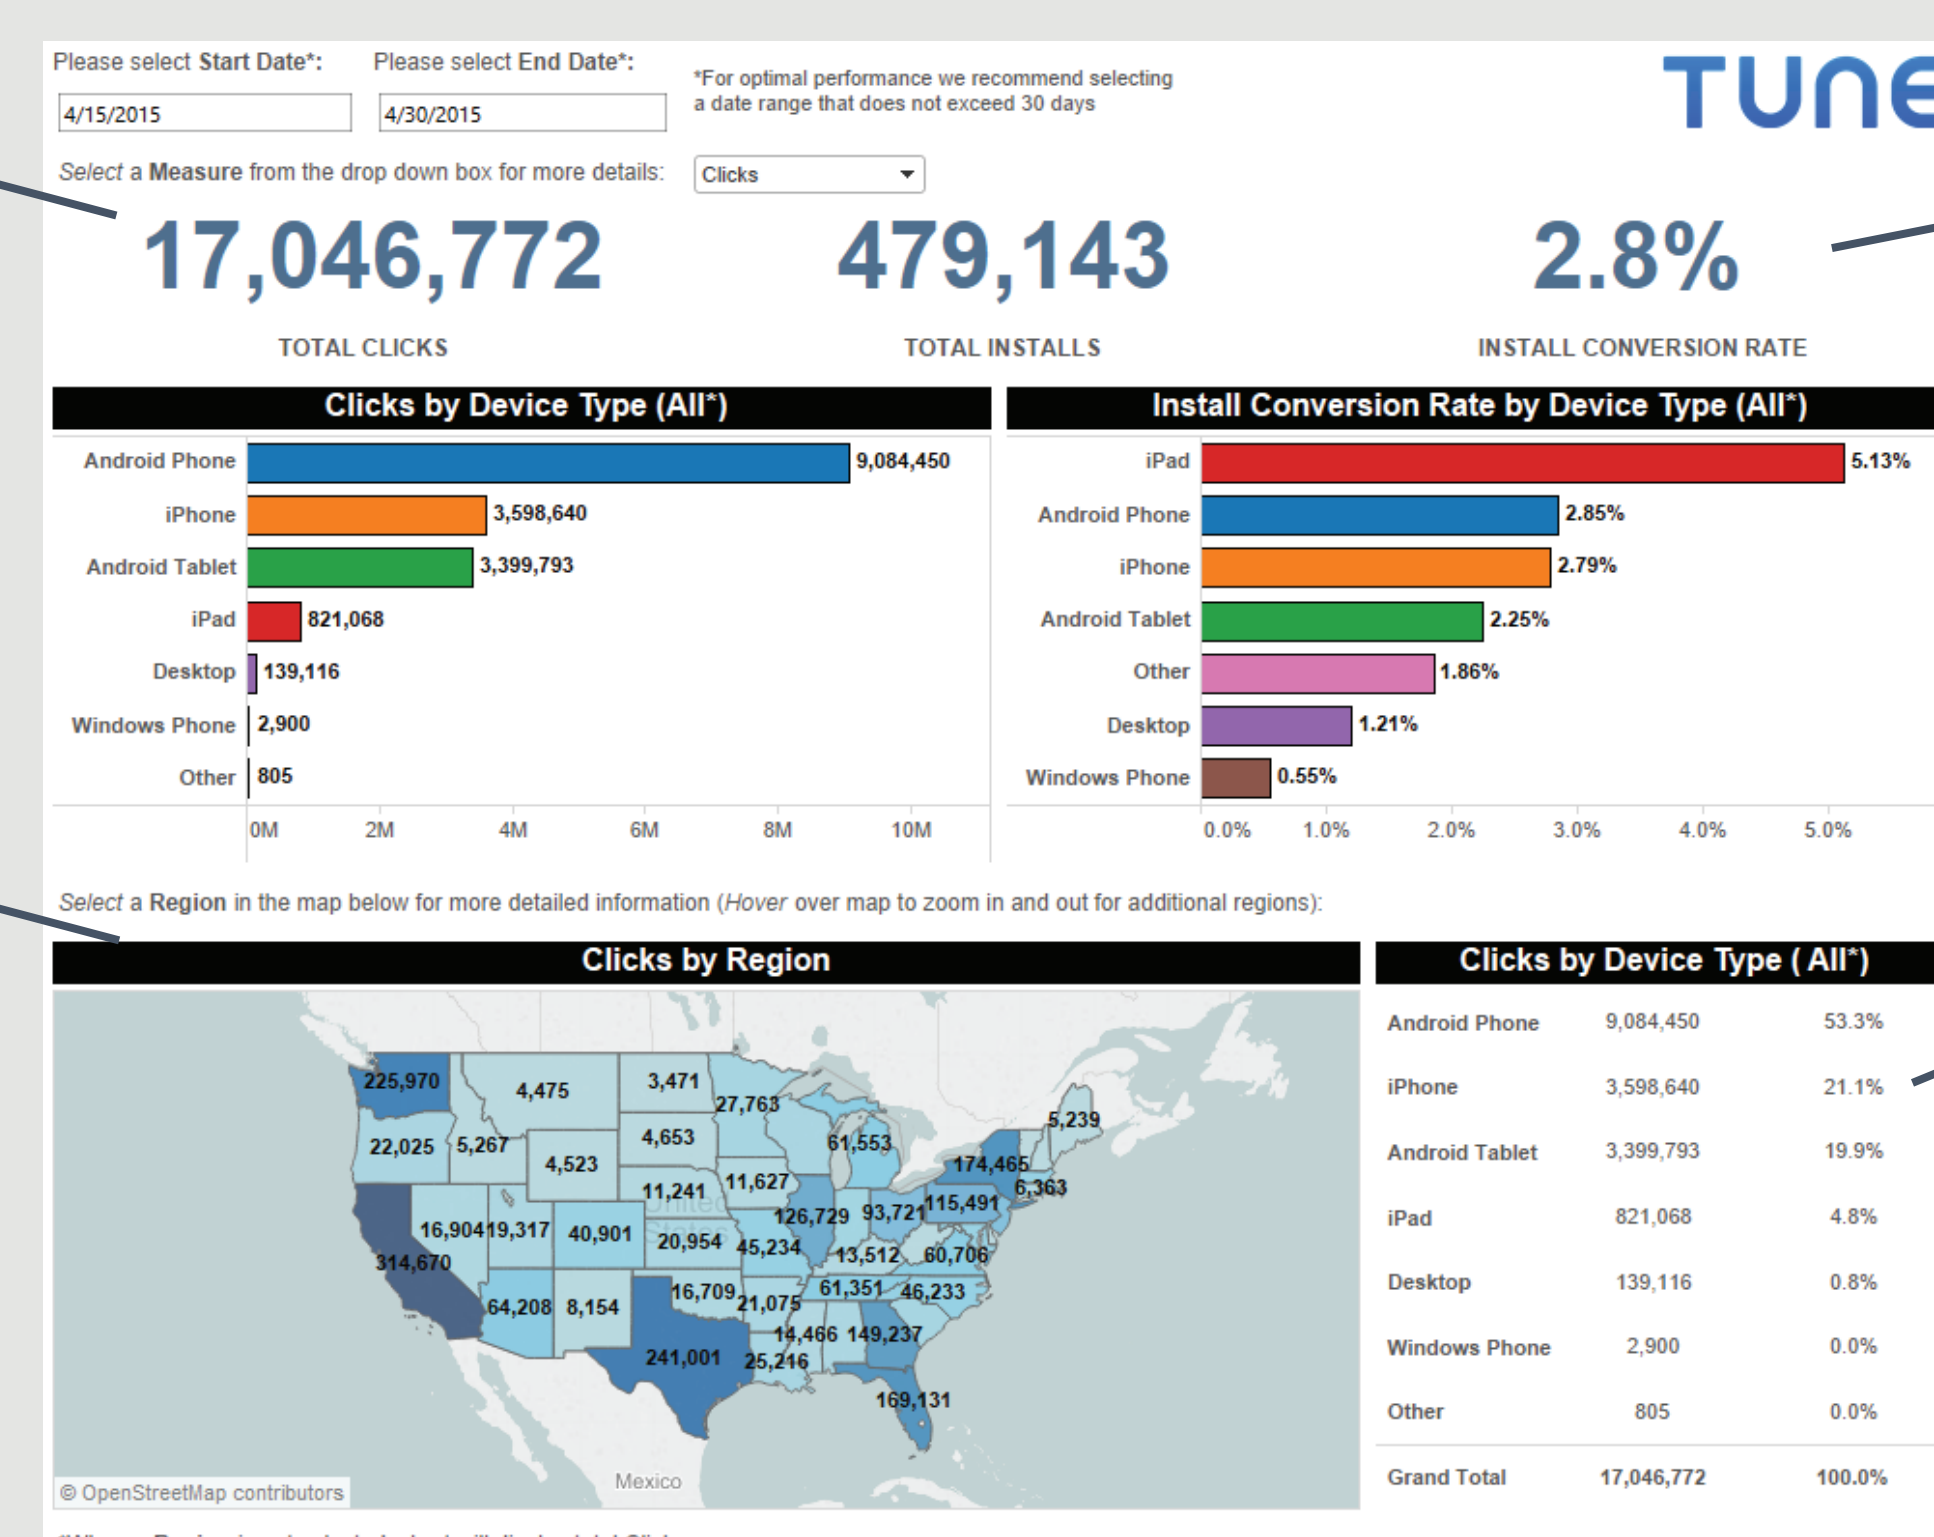 Please select Start Date*:
Please select End Date*:
*For optimal performance we recommend selecting
a date range that does not exceed 30 days
TUNE
4/15/2015
4/30/2015
Select a Measure from the drop down box for more details:
Clicks
17,046,772
479,143
2.8%
TOTAL CLICKS
TOTAL INSTALLS
INSTALL CONVERSION RATE
Clicks by Device Type (All*)
Android Phone 9,084,450
iPhone 3,598,640
Android Tablet 3,399,793
iPad 821,068
Desktop 139,116
Windows Phone 2,900
Other 805
0M 2M 4M 6M 8M 10M
Install Conversion Rate by Device Type (All*)
iPad 5.13%
Android Phone 2.85%
iPhone 2.79%
Android Tablet 2.25%
Other 1.86%
Desktop 1.21%
Windows Phone 0.55%
0.0% 1.0% 2.0% 3.0% 4.0% 5.0%
Select a Region in the map below for more detailed information (Hover over map to zoom in and out for additional regions):
Clicks by Region
225,970
4,475
3,471
27,763
5,239
22,025
5,267
4,523
4,653
61,553
174,465
6,363
11,241
11,627
United
States
16,904
19,317
40,901
20,954
45,234
126,729
93,721
115,491
13,512
60,706
314,670
64,208
8,154
16,709
21,075
61,351
46,233
14,466
149,237
241,001
25,216
169,131
Mexico
© OpenStreetMap contributors
Clicks by Device Type ( All*)
Android Phone 9,084,450 53.3%
iPhone 3,598,640 21.1%
Android Tablet 3,399,793 19.9%
iPad 821,068 4.8%
Desktop 139,116 0.8%
Windows Phone 2,900 0.0%
Other 805 0.0%
Grand Total 17,046,772 100.0%